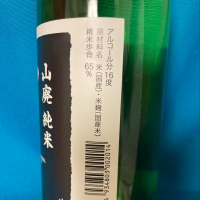 山廃純米
アルコール分16度
原材料名 米(国産)・米麹(国産米)
精米歩合 65%
4934603002014